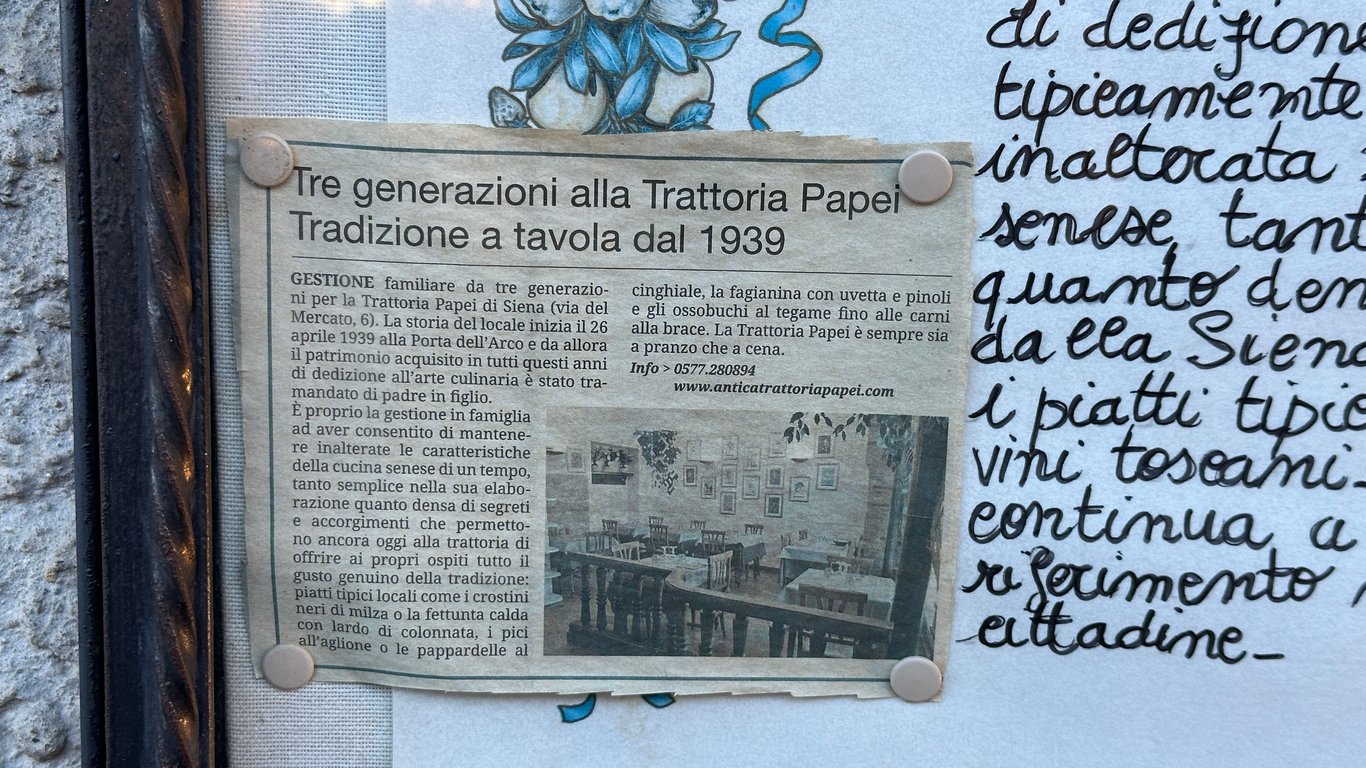 Tre generazioni alla Trattoria Papei
Tradizione a tavola dal 1939
GESTIONE familiare da tre generazio-
ni per la Trattoria Papei di Siena (via del
Mercato, 6). La storia del locale inizia il 26
aprile 1939 alla Porta dell'Arco e da allora
il patrimonio acquisito in tutti questi anni
di dedizione all'arte culinaria è stato tra-
mandato di padre in figlio.
È proprio la gestione in famiglia
ad aver consentito di mantene-
re inalterate le caratteristiche
della cucina senese di un tempo,
tanto semplice nella sua elabo-
razione quanto densa di segreti
e accorgimenti che permetto-
no ancora oggi alla trattoria di
offrire ai propri ospiti tutto il
gusto genuino della tradizione:
piatti tipici locali come i crostini
neri di milza o la fettunta calda
con lardo di colonnata, i pici
all'aglione o le pappardelle al
cinghiale, la fagianina con uvetta e pinoli
e gli ossobuchi al tegame fino alle carni
alla brace. La Trattoria Papei è sempre sia
a pranzo che a cena.
Info > 0577.280894
www.anticatrattoriapapei.com
di dedizione
tipicamente
inaltorata
senese, tant
quanto den
dalla Siena
i piatti tipic
vini toscani_
continua a
riferimento
cittadine_